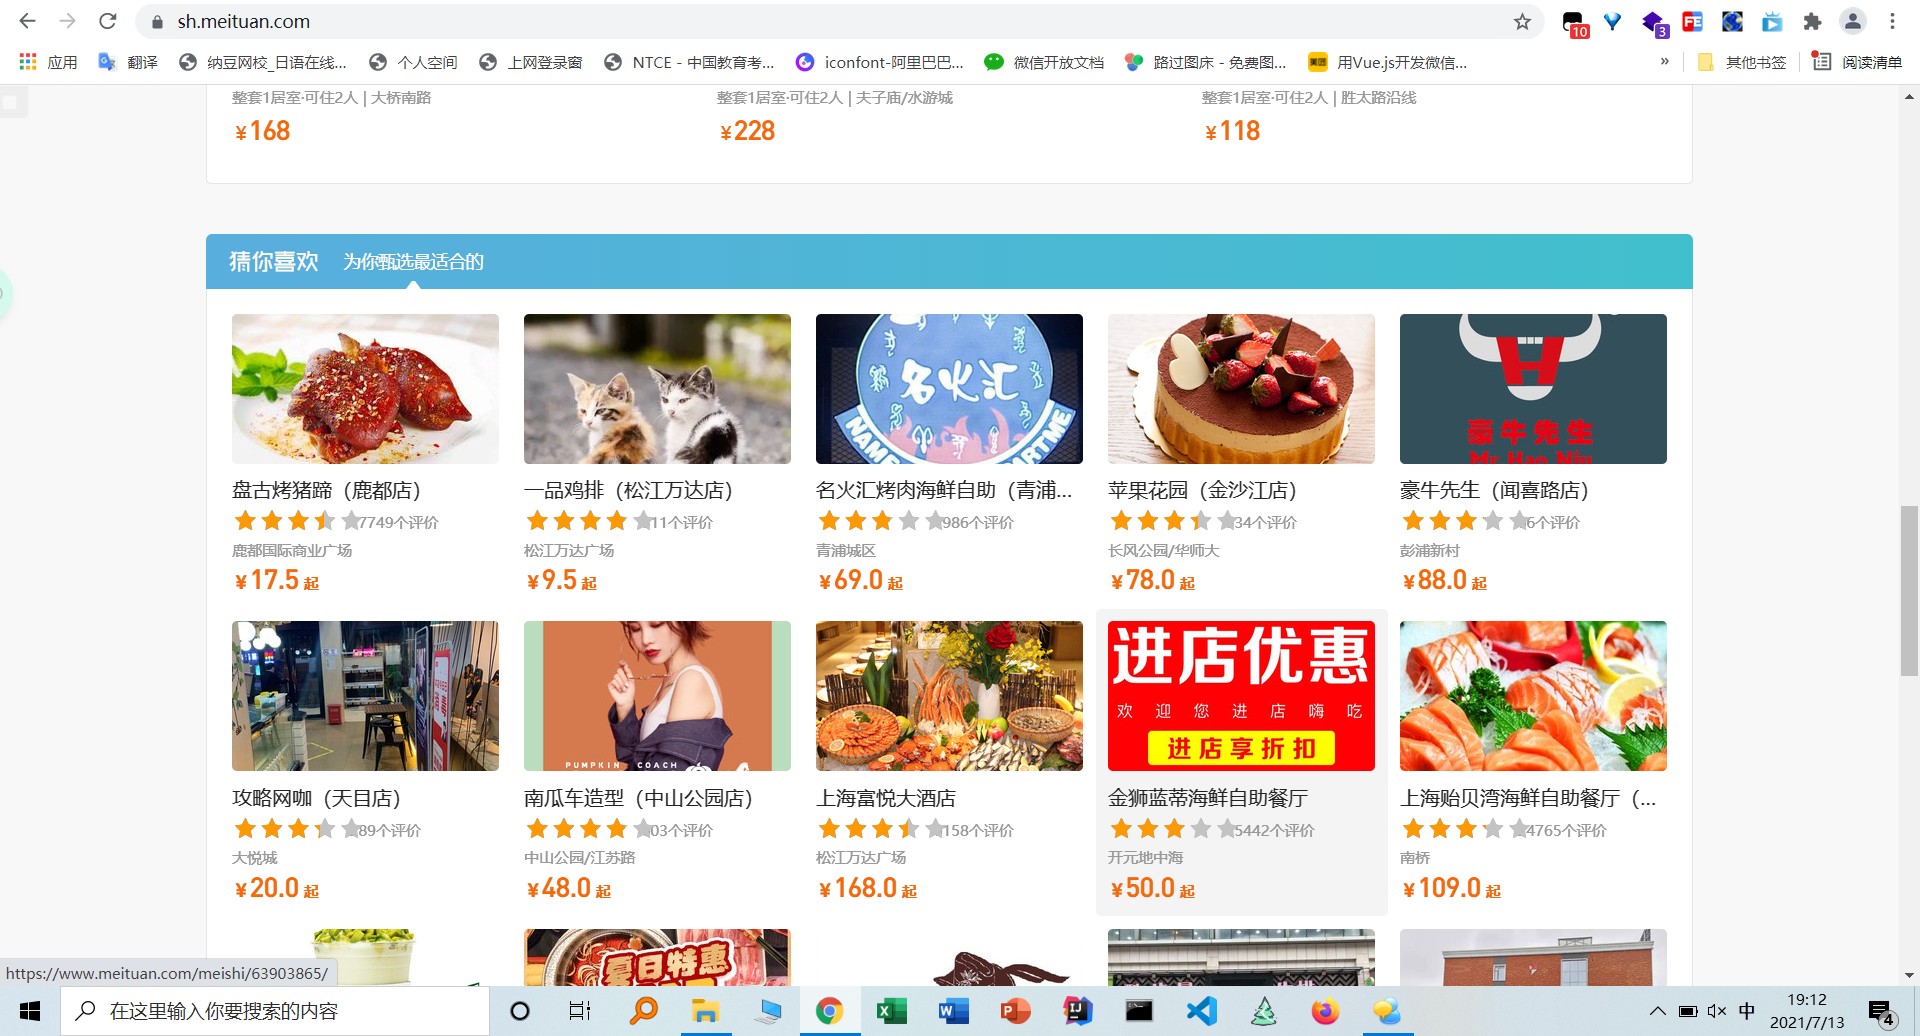 sh.meituan.com
10
3
FE
应用
翻译
纳豆网校_日语在线...
个人空间
上网登录窗
NTCE - 中国教育考...
iconfont-阿里巴巴...
微信开放文档
路过图床 - 免费图...
用Vue.js开发微信...
»
其他书签
阅读清单
整套1居室·可住2人 | 大桥南路
整套1居室·可住2人 | 夫子庙/水游城
整套1居室·可住2人 | 胜太路沿线
¥168
¥228
¥118
猜你喜欢
为你甄选最适合的
名火汇
豪牛先生
Mr Hao Niu
盘古烤猪蹄（鹿都店）
一品鸡排（松江万达店）
名火汇烤肉海鲜自助（青浦...
苹果花园（金沙江店）
豪牛先生（闻喜路店）
7749个评价
11个评价
986个评价
34个评价
6个评价
鹿都国际商业广场
松江万达广场
青浦城区
长风公园/华师大
彭浦新村
¥17.5 起
¥9.5 起
¥69.0 起
¥78.0 起
¥88.0 起
PUMPKIN COACH
进店优惠
欢迎您进店嗨吃
进店享折扣
攻略网咖（天目店）
南瓜车造型（中山公园店）
上海富悦大酒店
金狮蓝蒂海鲜自助餐厅
上海贻贝湾海鲜自助餐厅（...
89个评价
03个评价
158个评价
5442个评价
4765个评价
大悦城
中山公园/江苏路
松江万达广场
开元地中海
南桥
¥20.0 起
¥48.0 起
¥168.0 起
¥50.0 起
¥109.0 起
夏日特惠
https://www.meituan.com/meishi/63903865/
在这里输入你要搜索的内容
中
19:12
2021/7/13
4